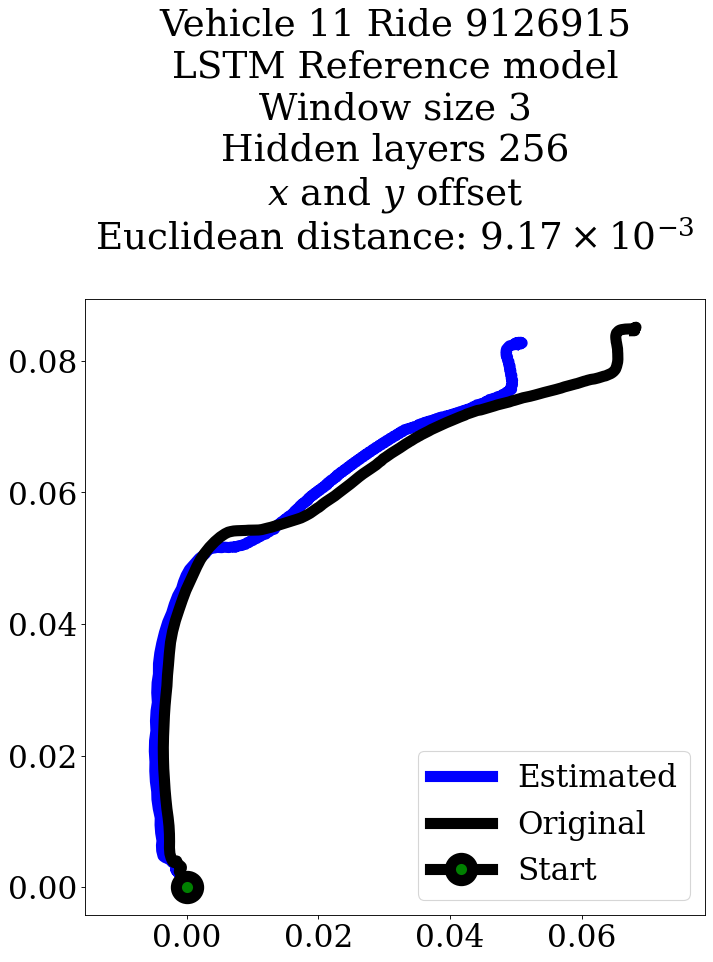 Vehicle 11 Ride 9126915
LSTM Reference model
Window size 3
Hidden layers 256
x and y offset
Euclidean distance: 9.17 × 10⁻³
0.08
0.06
0.04
0.02
0.00
Estimated
Original
Start
0.00 0.02 0.04 0.06